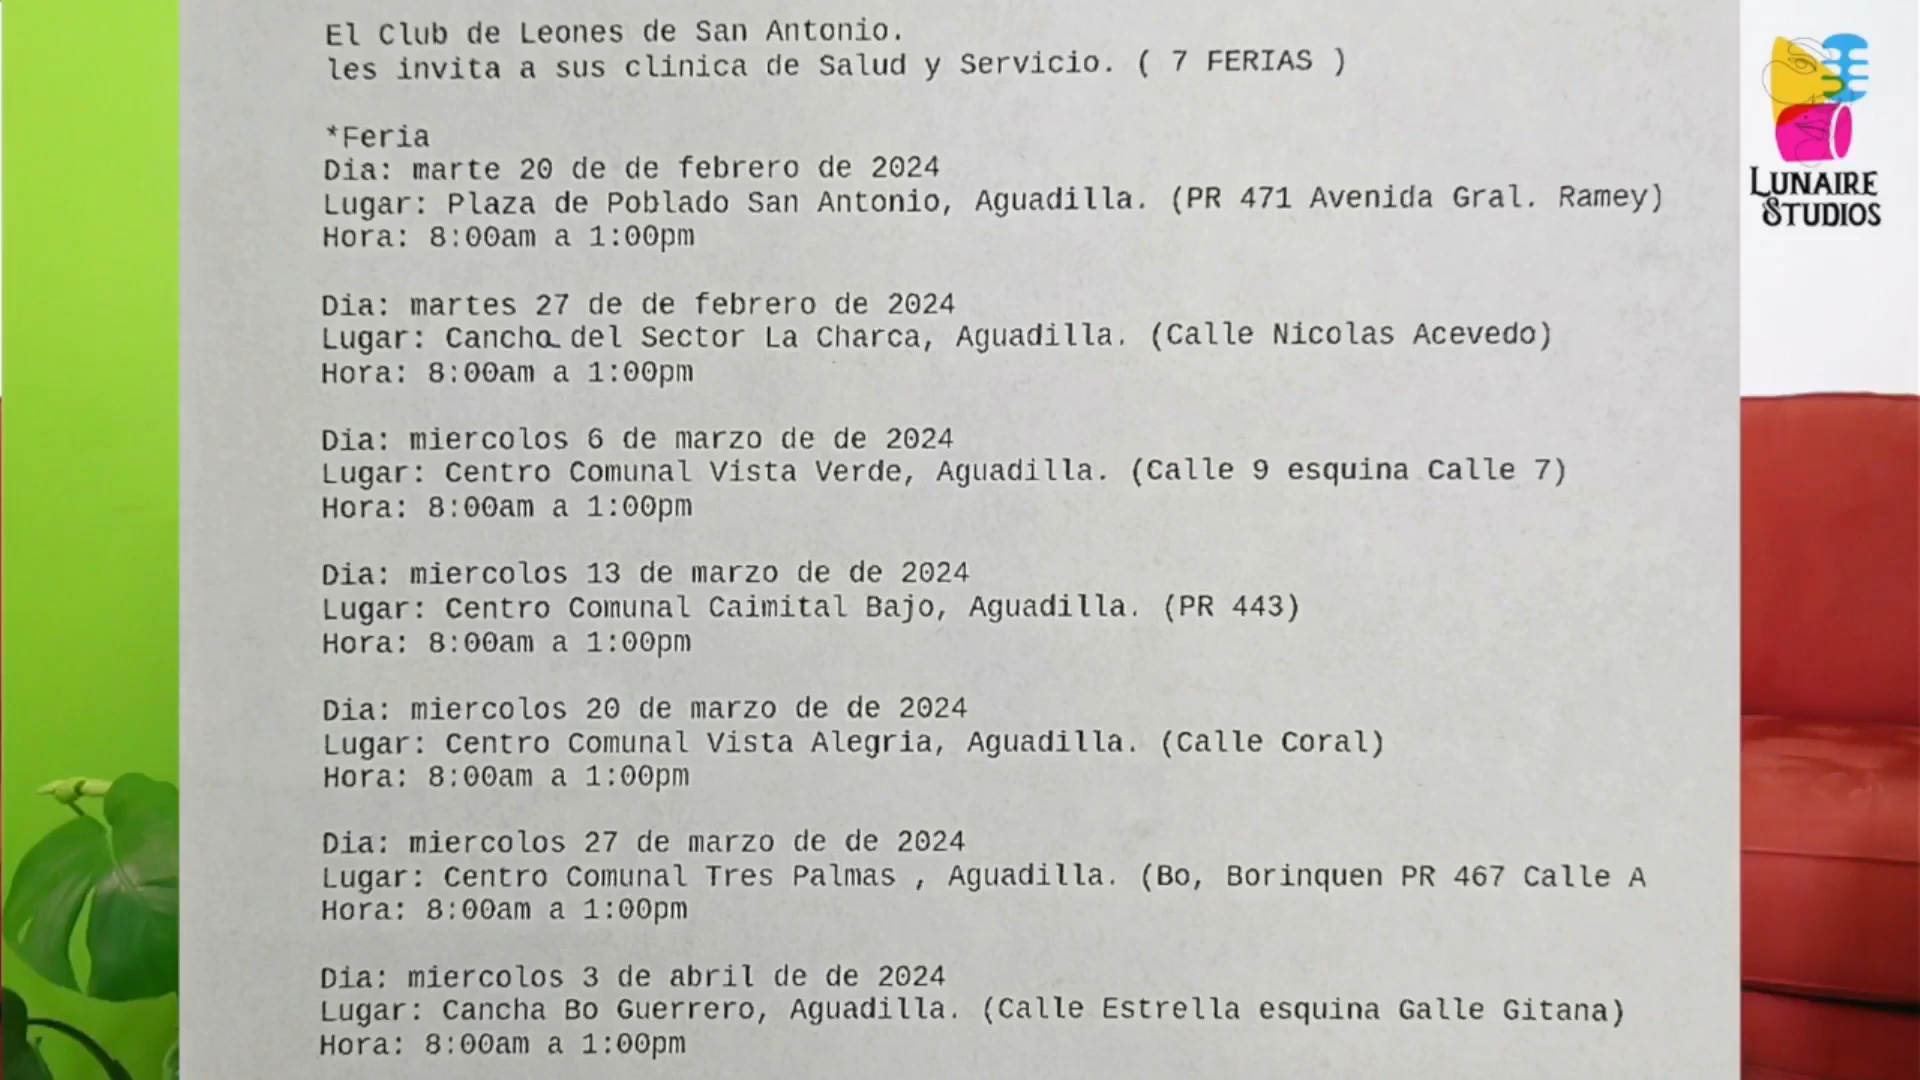 El Club de Leones de San Antonio.
les invita a sus clinica de Salud y Servicio. ( 7 FERIAS )
*Feria
Dia: marte 20 de de febrero de 2024
Lugar: Plaza de Poblado San Antonio, Aguadilla. (PR 471 Avenida Gral. Ramey)
Hora: 8:00am a 1:00pm
Dia: martes 27 de de febrero de 2024
Lugar: Cancha del Sector La Charca, Aguadilla. (Calle Nicolas Acevedo)
Hora: 8:00am a 1:00pm
Dia: miercolos 6 de marzo de de 2024
Lugar: Centro Comunal Vista Verde, Aguadilla. (Calle 9 esquina Calle 7)
Hora: 8:00am a 1:00pm
Dia: miercolos 13 de marzo de de 2024
Lugar: Centro Comunal Caimital Bajo, Aguadilla. (PR 443)
Hora: 8:00am a 1:00pm
Dia: miercolos 20 de marzo de de 2024
Lugar: Centro Comunal Vista Alegria, Aguadilla. (Calle Coral)
Hora: 8:00am a 1:00pm
Dia: miercolos 27 de marzo de de 2024
Lugar: Centro Comunal Tres Palmas , Aguadilla. (Bo, Borinquen PR 467 Calle A
Hora: 8:00am a 1:00pm
Dia: miercolos 3 de abril de de 2024
Lugar: Cancha Bo Guerrero, Aguadilla. (Calle Estrella esquina Galle Gitana)
Hora: 8:00am a 1:00pm
LUNAIRE
STUDIOS